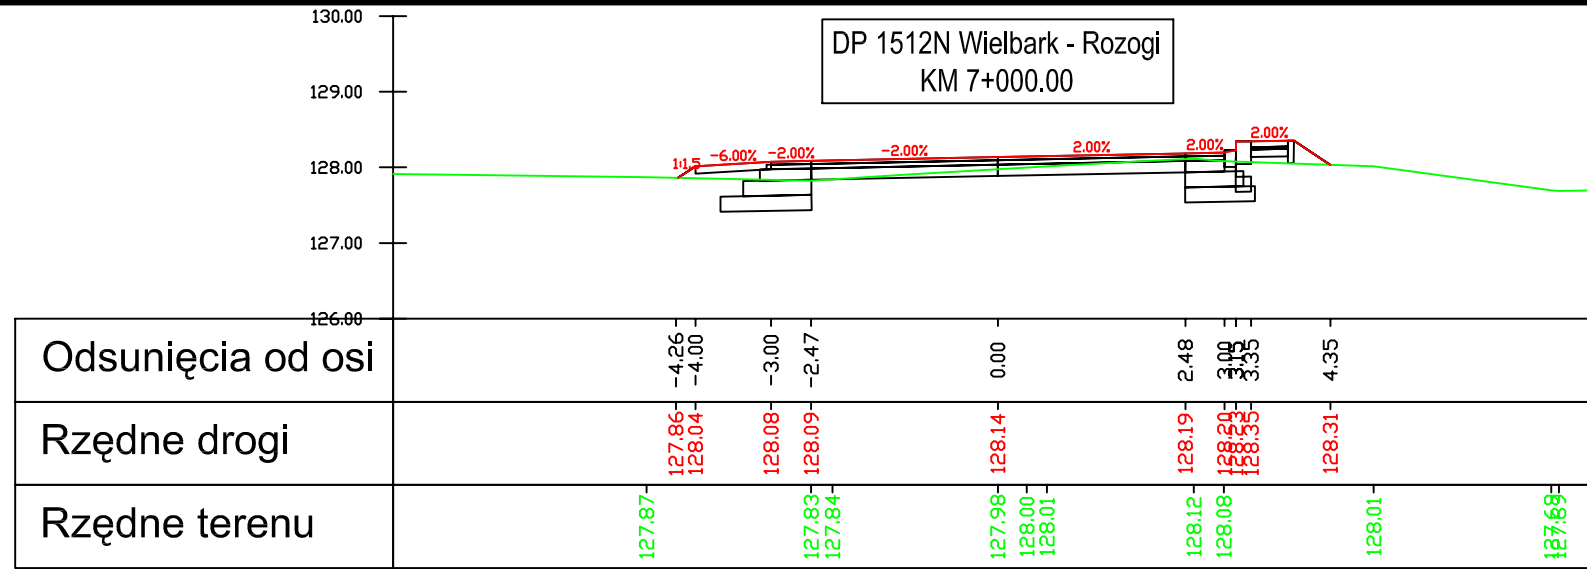 130.00
DP 1512N Wielbark - Rozogi
KM 7+000.00
129.00
128.00
1:1.5 -6.00% -2.00% -2.00% 2.00% 2.00% 2.00%
127.00
126.00
Odsunięcia od osi -4.26 -4.00 -3.00 -2.47 0.00 2.48 3.00 3.15 3.35 4.35
Rzędne drogi 127.86 128.04 128.08 128.09 128.14 128.19 128.20 128.23 128.35 128.31
Rzędne terenu 127.87 127.83 127.84 127.98 128.00 128.01 128.12 128.08 128.01